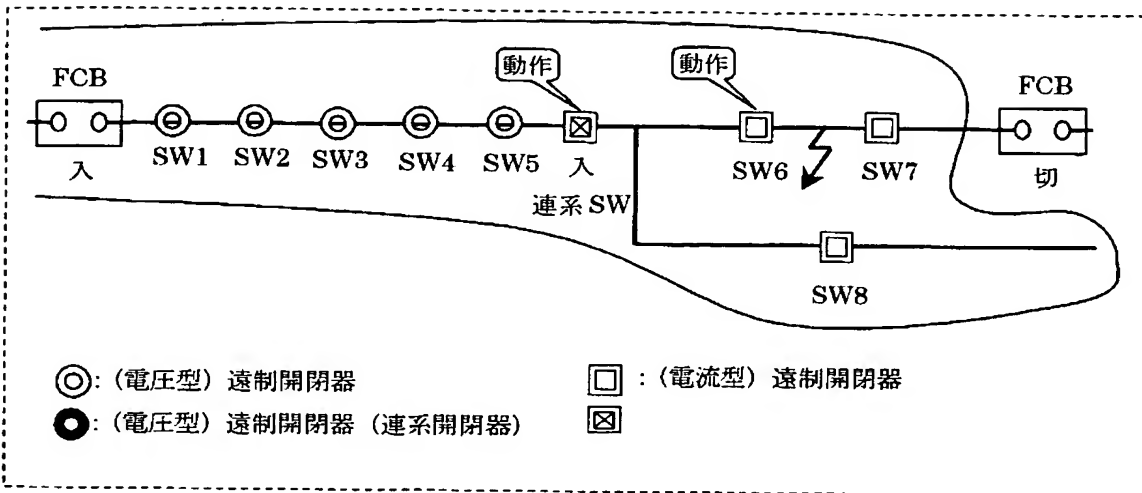 動作
動作
FCB
FCB
SW1
SW2
SW3
SW4
SW5
入
SW6
SW7
入
切
連系SW
SW8
:(電圧型)遠制開閉器
:(電流型)遠制開閉器
:(電圧型)遠制開閉器(連系開閉器)